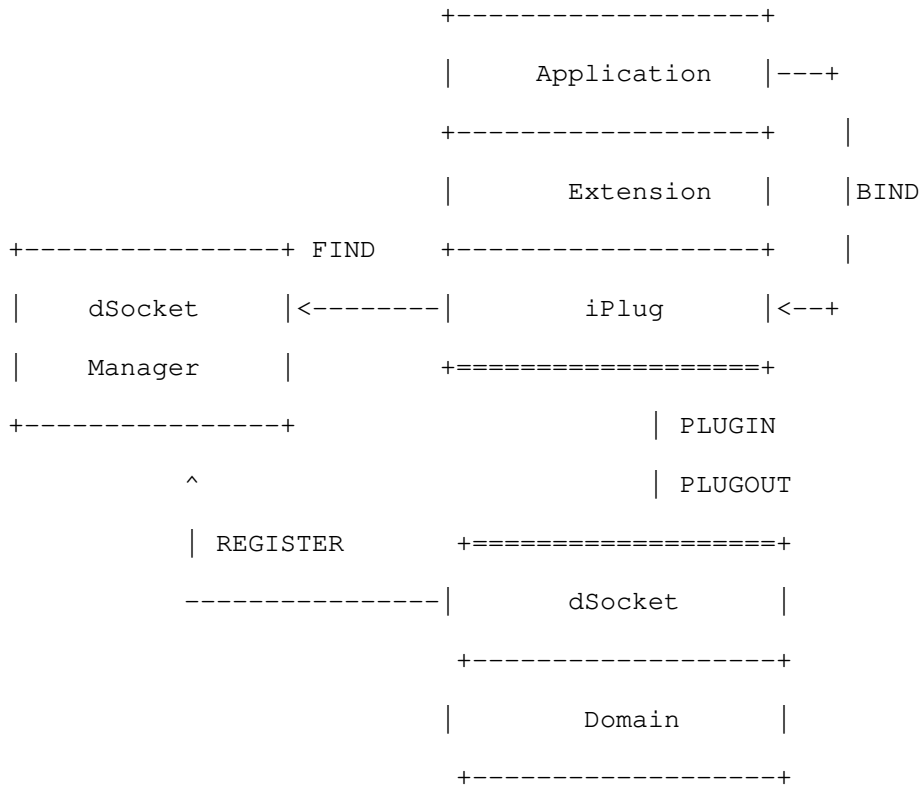 Application
Extension
BIND
FIND
dSocket
iPlug
Manager
PLUGIN
PLUGOUT
REGISTER
dSocket
Domain